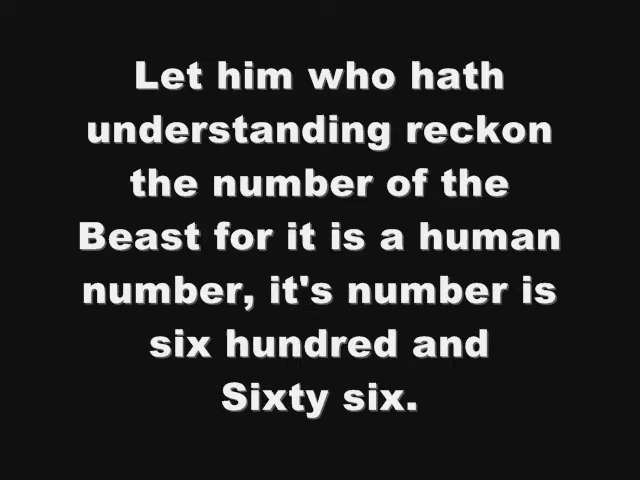 Let him who hath
understanding reckon
the number of the
Beast for it is a human
number, it's number is
six hundred and
Sixty six.